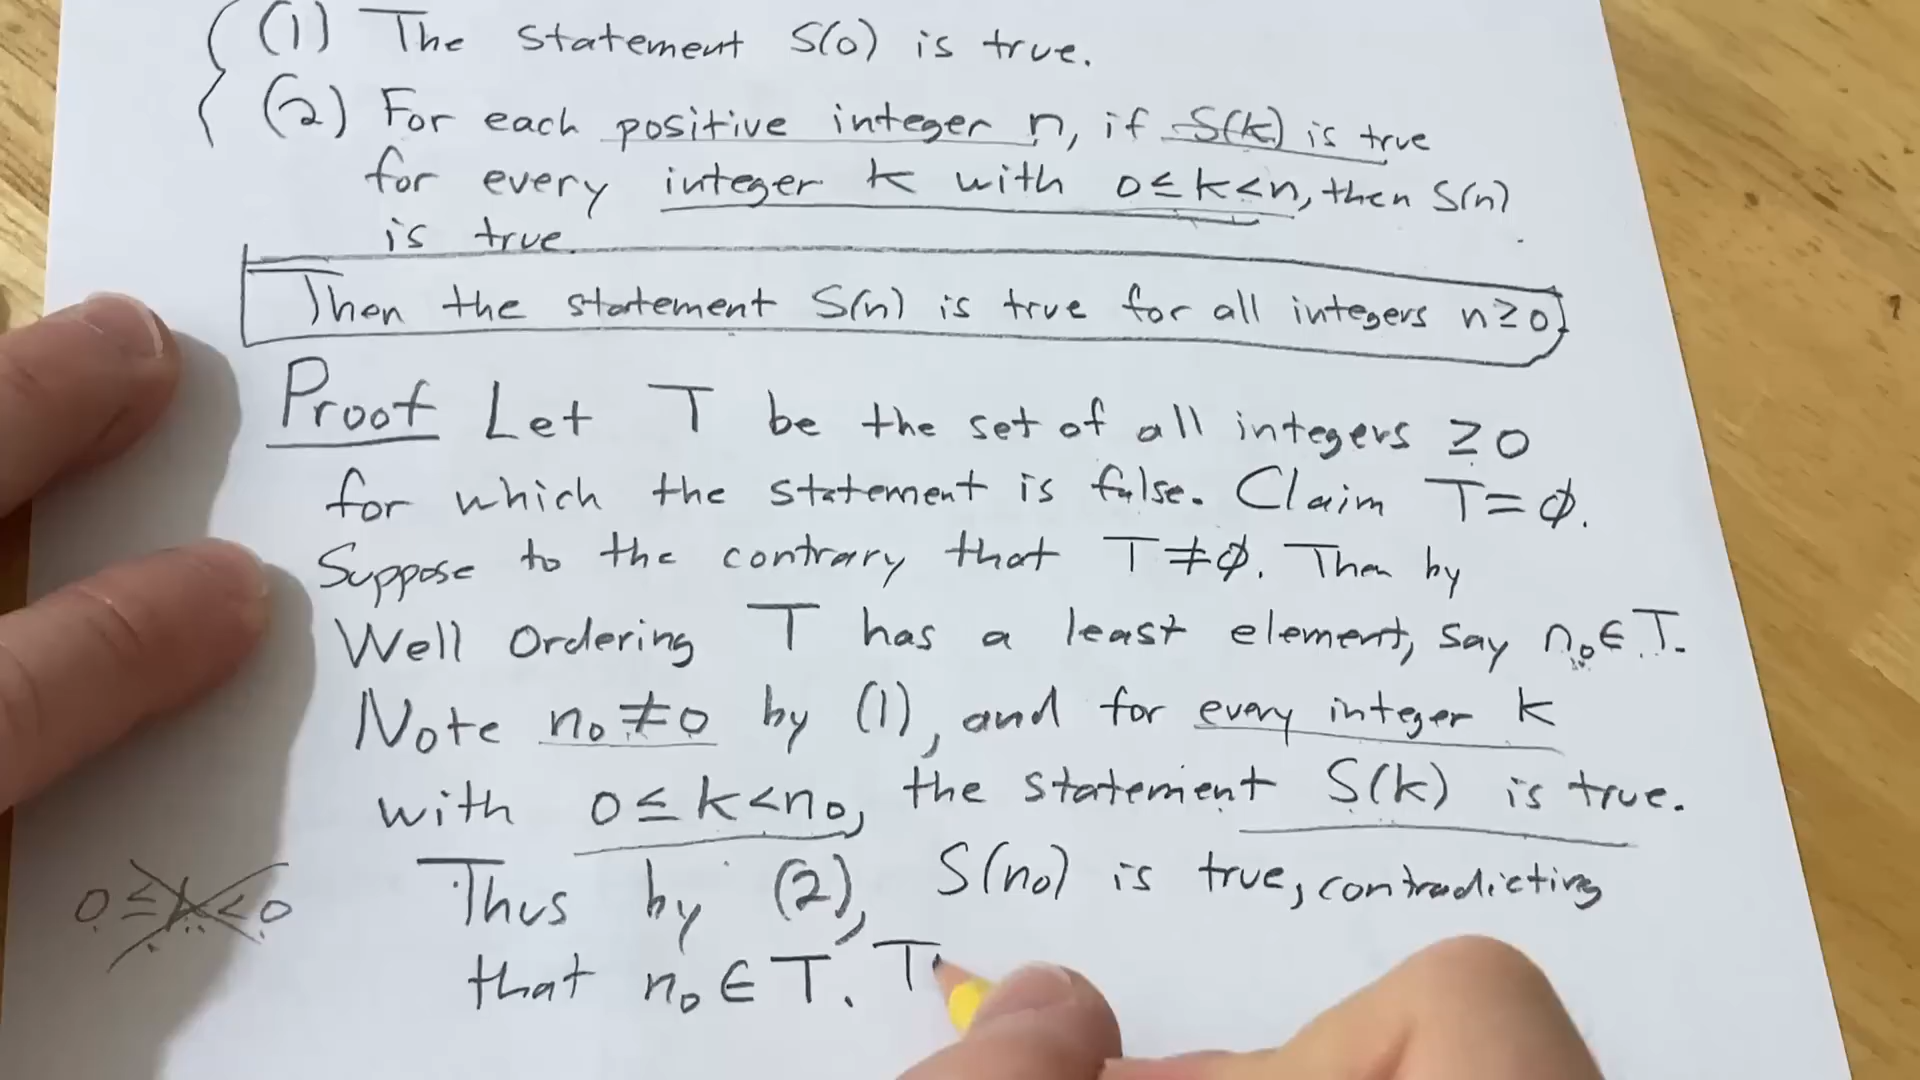 (1) The statement S(0) is true.
(2) For each positive integer n, if S(k) is true
for every integer k with 0≤k<n, then S(n)
is true.
Then the statement S(n) is true for all integers n≥0
Proof Let T be the set of all integers ≥0
for which the statement is false. Claim T=∅.
Suppose to the contrary that T≠∅. Then by
Well Ordering T has a least element, say n₀∈T.
Note n₀≠0 by (1), and for every integer k
with 0≤k<n₀, the statement S(k) is true.
Thus by (2), S(n₀) is true, contradicting
0≤k<0
that n₀∈T. T